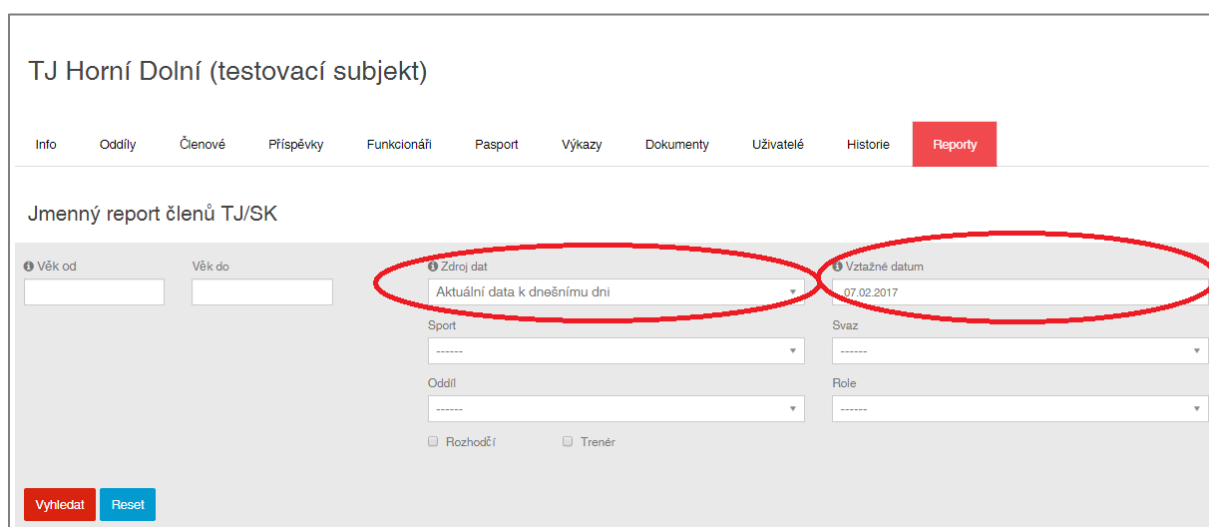 TJ Horní Dolní (testovací subjekt)
Info Oddíly Členové Příspěvky Funkcionáři Pasport Výkazy Dokumenty Uživatelé Historie Reporty
Jmenný report členů TJ/SK
Věk od Věk do Zdroj dat Vztažné datum
Aktuální data k dnešnímu dni 07.02.2017
Sport Svaz
------ ------
Oddíl Role
------ ------
Rozhodčí Trenér
Vyhledat Reset